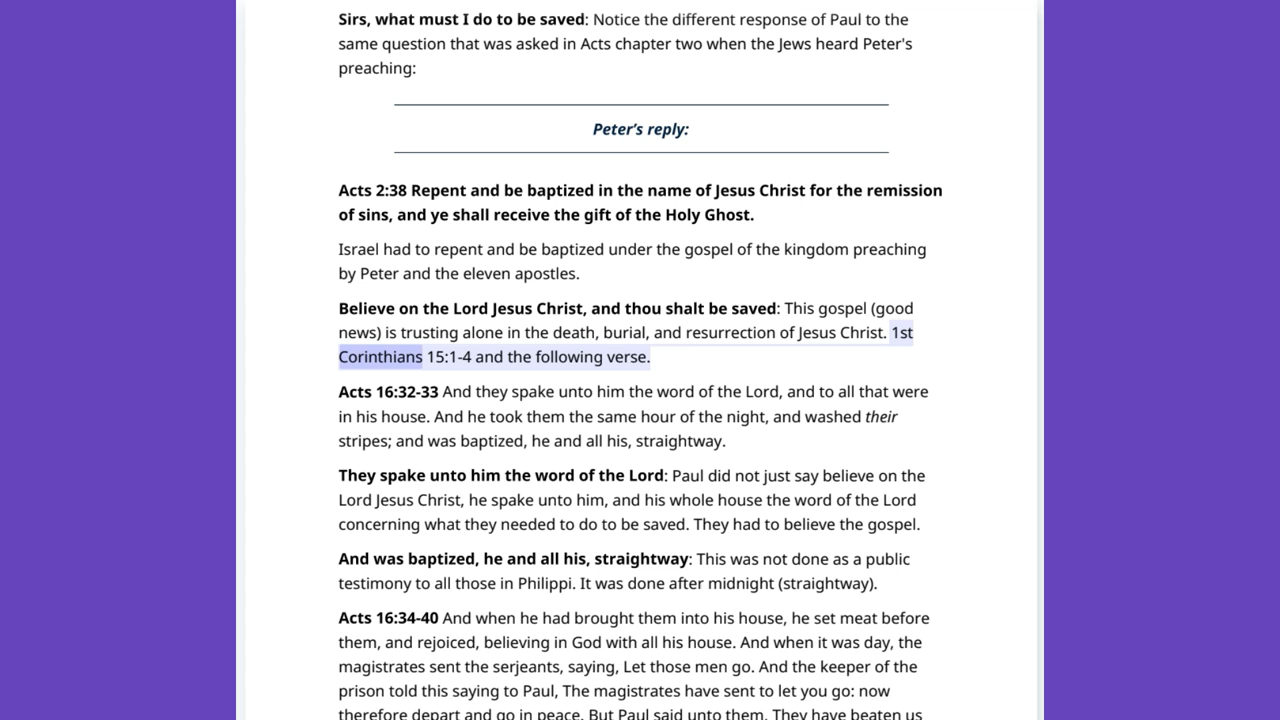 Sirs, what must I do to be saved: Notice the different response of Paul to the
same question that was asked in Acts chapter two when the Jews heard Peter's
preaching:
Peter’s reply:
Acts 2:38 Repent and be baptized in the name of Jesus Christ for the remission
of sins, and ye shall receive the gift of the Holy Ghost.
Israel had to repent and be baptized under the gospel of the kingdom preaching
by Peter and the eleven apostles.
Believe on the Lord Jesus Christ, and thou shalt be saved: This gospel (good
news) is trusting alone in the death, burial, and resurrection of Jesus Christ. 1st
Corinthians 15:1-4 and the following verse.
Acts 16:32-33 And they spake unto him the word of the Lord, and to all that were
in his house. And he took them the same hour of the night, and washed their
stripes; and was baptized, he and all his, straightway.
They spake unto him the word of the Lord: Paul did not just say believe on the
Lord Jesus Christ, he spake unto him, and his whole house the word of the Lord
concerning what they needed to do to be saved. They had to believe the gospel.
And was baptized, he and all his, straightway: This was not done as a public
testimony to all those in Philippi. It was done after midnight (straightway).
Acts 16:34-40 And when he had brought them into his house, he set meat before
them, and rejoiced, believing in God with all his house. And when it was day, the
magistrates sent the serjeants, saying, Let those men go. And the keeper of the
prison told this saying to Paul, The magistrates have sent to let you go: now
therefore depart and go in peace. But Paul said unto them, They have beaten us